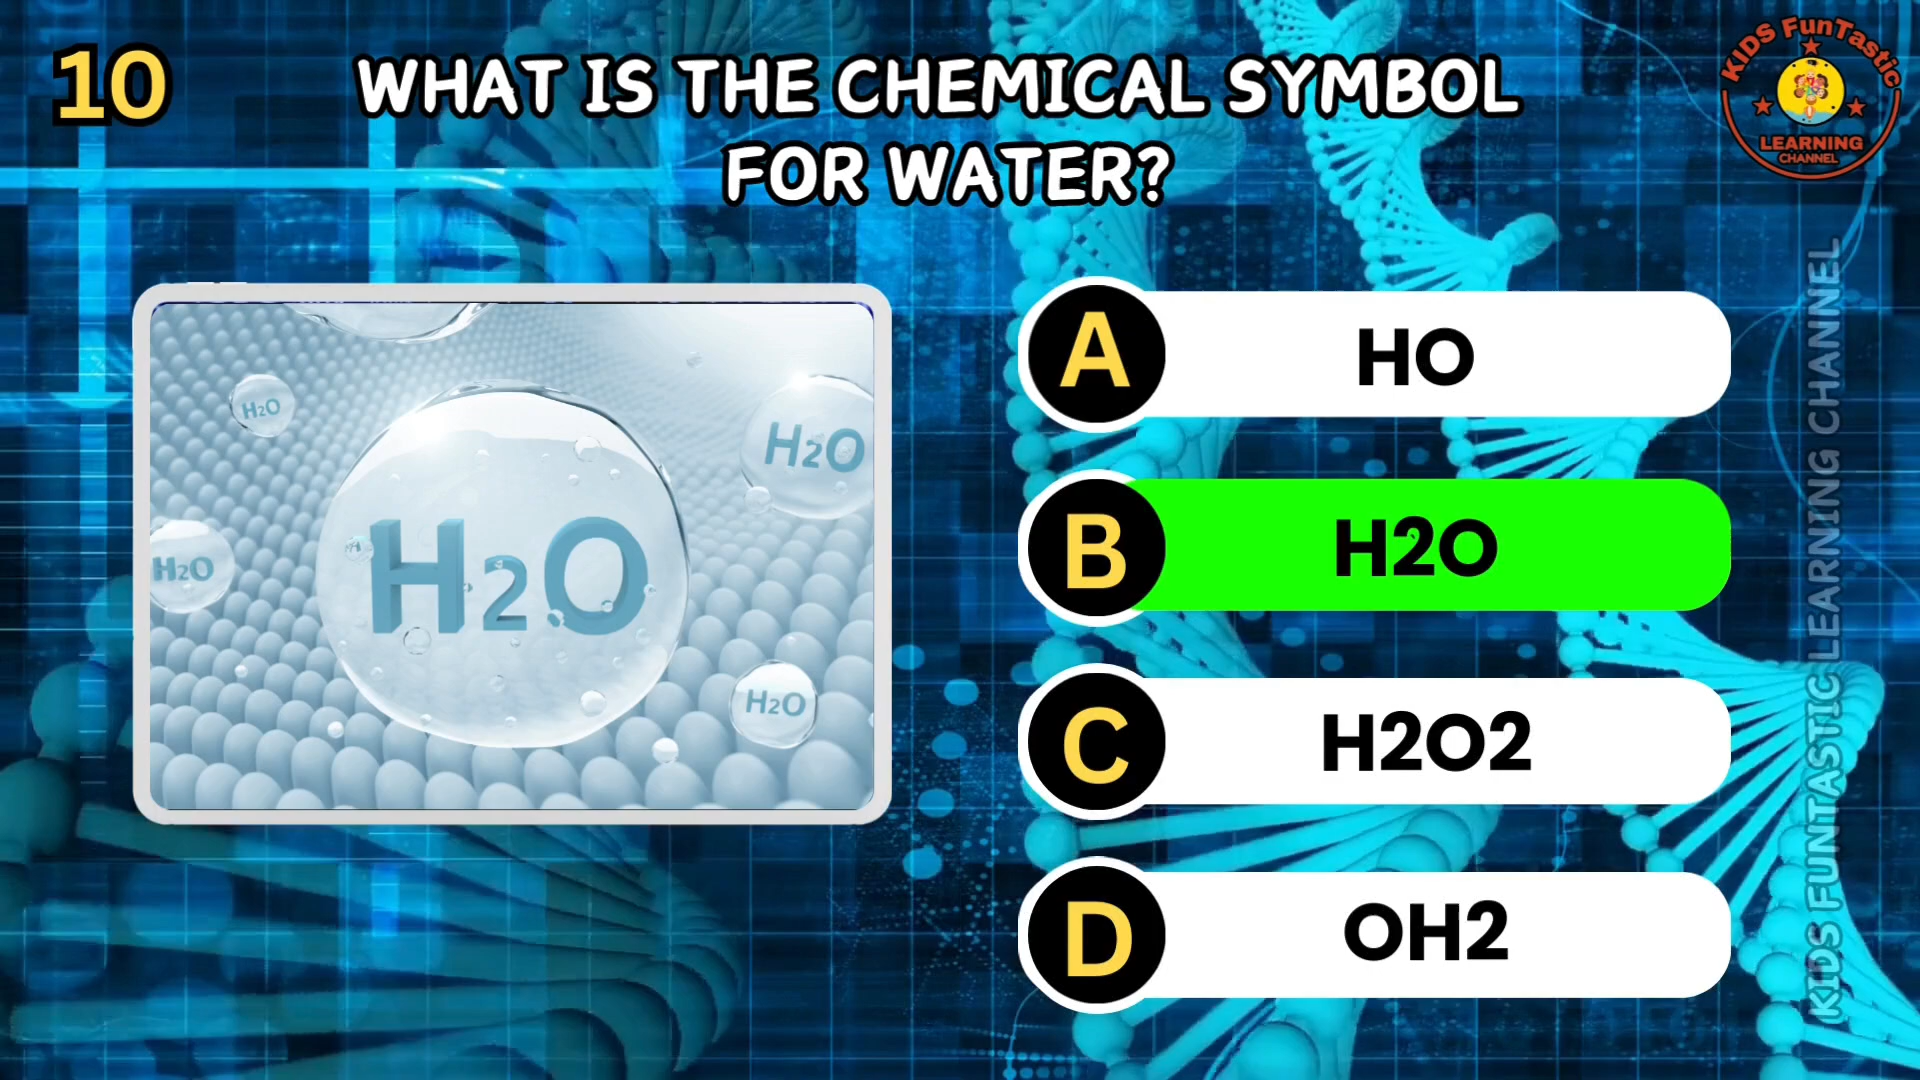 10
WHAT IS THE CHEMICAL SYMBOL
FOR WATER?
KIDS FunTastic
LEARNING
CHANNEL
H2O
H2O
H2O
H2O
H2O
A
HO
B
H2O
C
H2O2
D
OH2
KIDS FUNTASTIC LEARNING CHANNEL